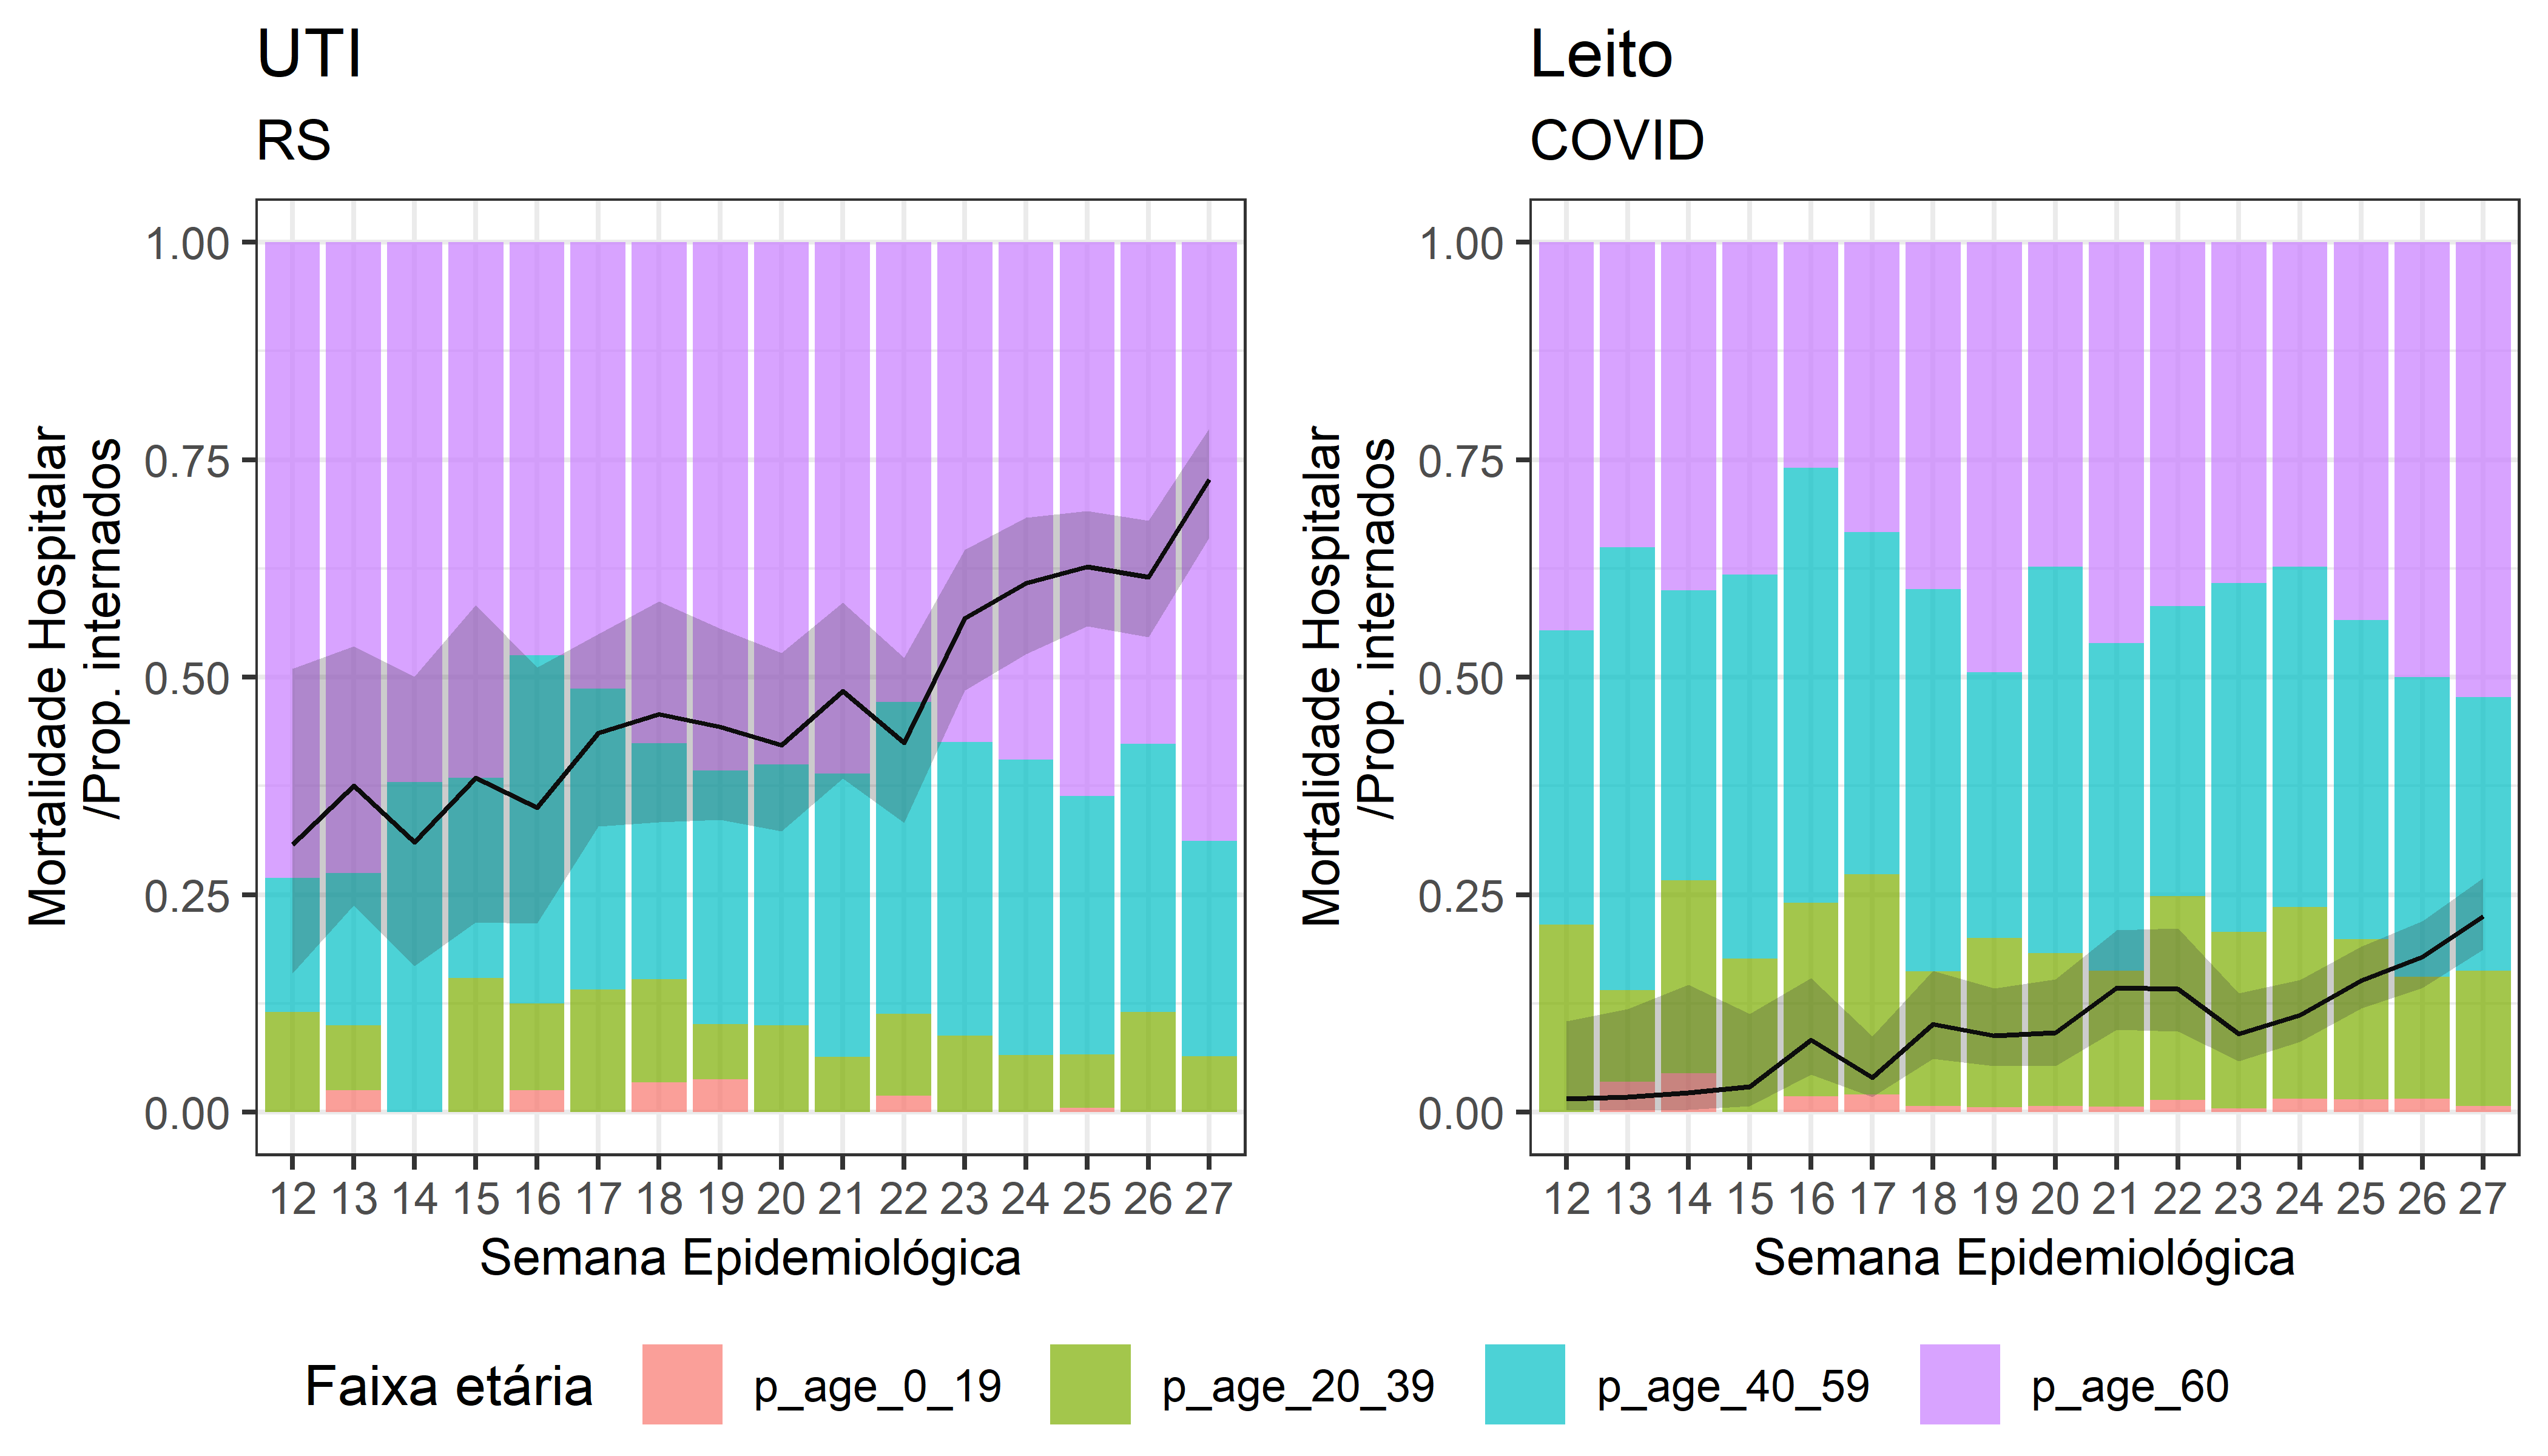 UTI
RS
1.00
0.75
0.50
0.25
0.00
Mortalidade Hospitalar
/Prop. internados
12 13 14 15 16 17 18 19 20 21 22 23 24 25 26 27
Semana Epidemiológica
Leito
COVID
1.00
0.75
0.50
0.25
0.00
Mortalidade Hospitalar
/Prop. internados
12 13 14 15 16 17 18 19 20 21 22 23 24 25 26 27
Semana Epidemiológica
Faixa etária p_age_0_19 p_age_20_39 p_age_40_59 p_age_60